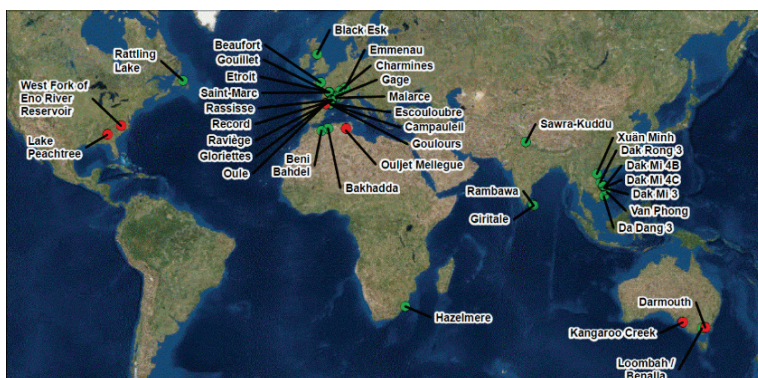 Black Esk
Beaufort
Gouillet
Etroit
Saint-Marc
Rassisse
Record
Raviège
Gloriettes
Oule
Emmenau
Charmines
Gage
Malarce
Escouloubre
Campauleil
Goulours
Rattling
Lake
West Fork of
Eno River
Reservoir
Lake
Peachtree
Beni
Bahdel
Bakhadda
Ouljet Mellegue
Sawra-Kuddu
Xuân Minh
Dak Rong 3
Dak Mi 4B
Dak Mi 4C
Dak Mi 3
Van Phong
Da Dang 3
Rambawa
Giritale
Hazelmere
Darmouth
Kangaroo Creek
Loombah /
Benalla